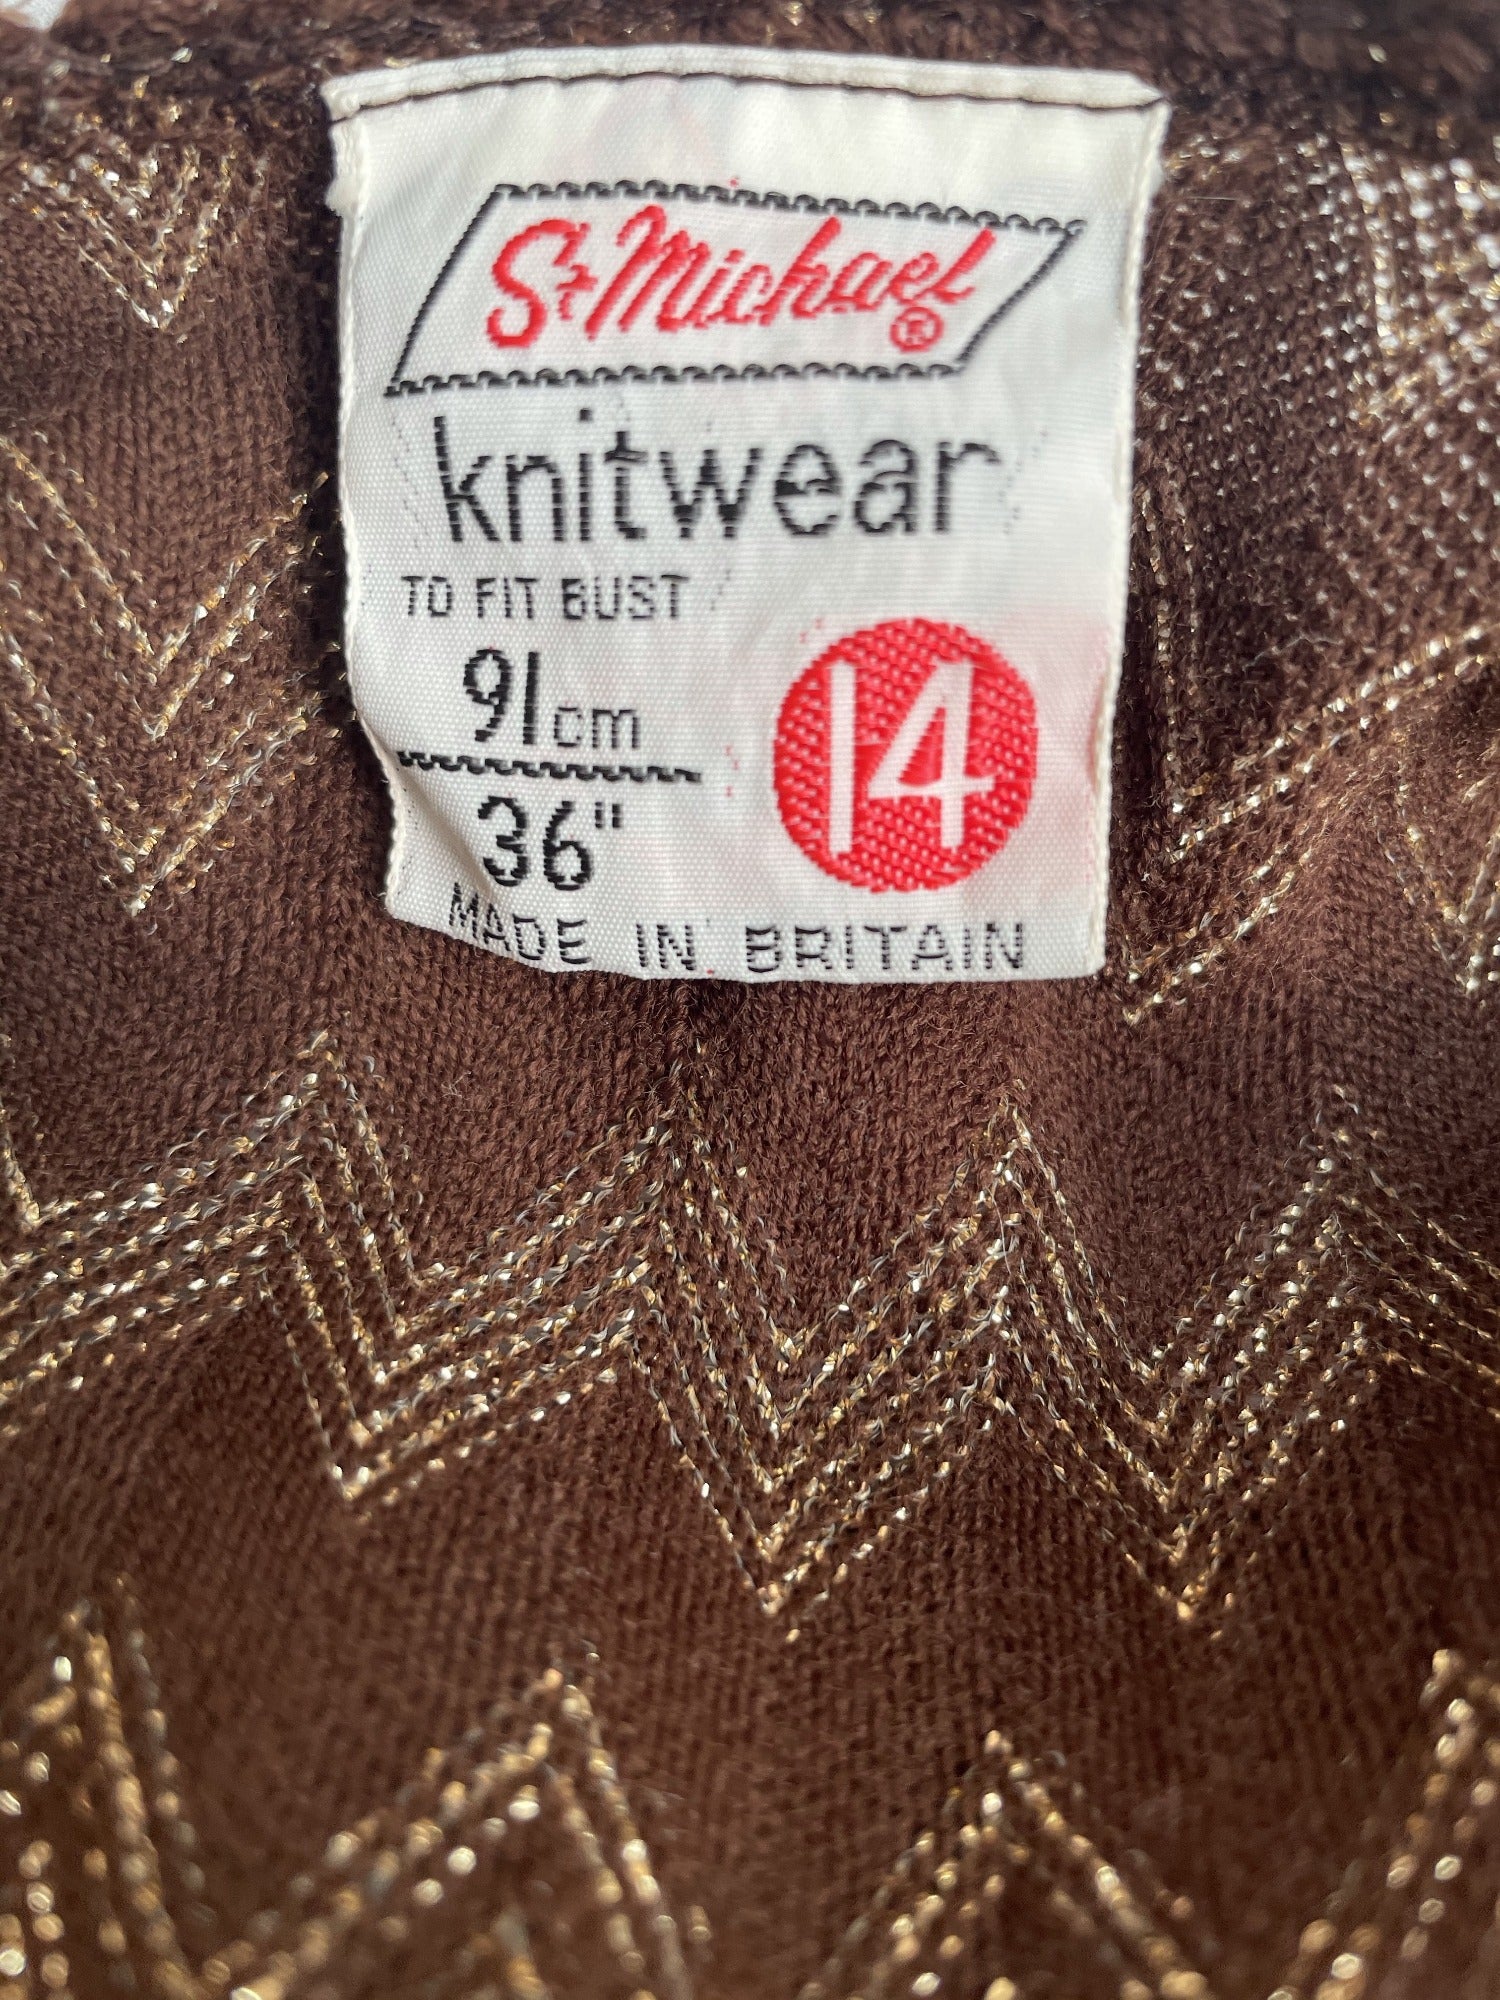 St Michael ®
knitwear
TO FIT BUST
91cm
36"
14
MADE IN BRITAIN